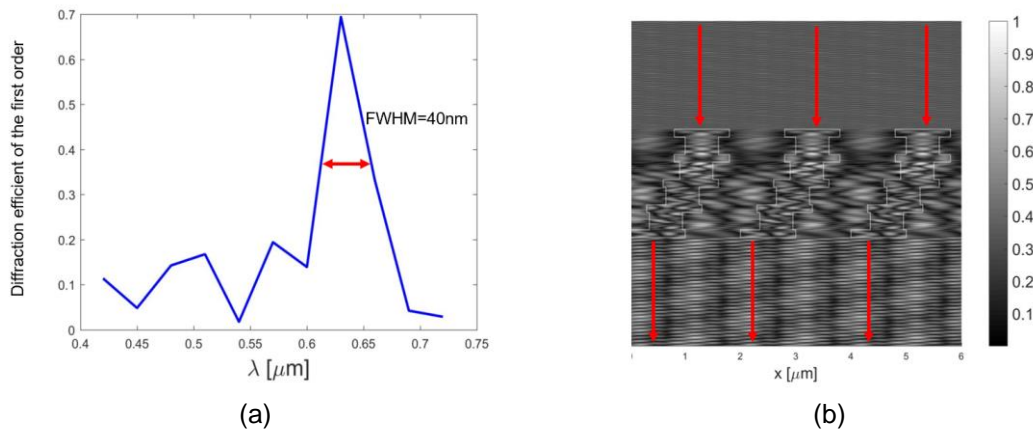 Diffraction efficient of the first order
0.7
0.6
0.5
0.4
0.3
0.2
0.1
0
FWHM=40nm
0.4 0.45 0.5 0.55 0.6 0.65 0.7 0.75
λ [μm]
(a)
1
0.9
0.8
0.7
0.6
0.5
0.4
0.3
0.2
0.1
0 1 2 3 4 5 6
x [μm]
(b)